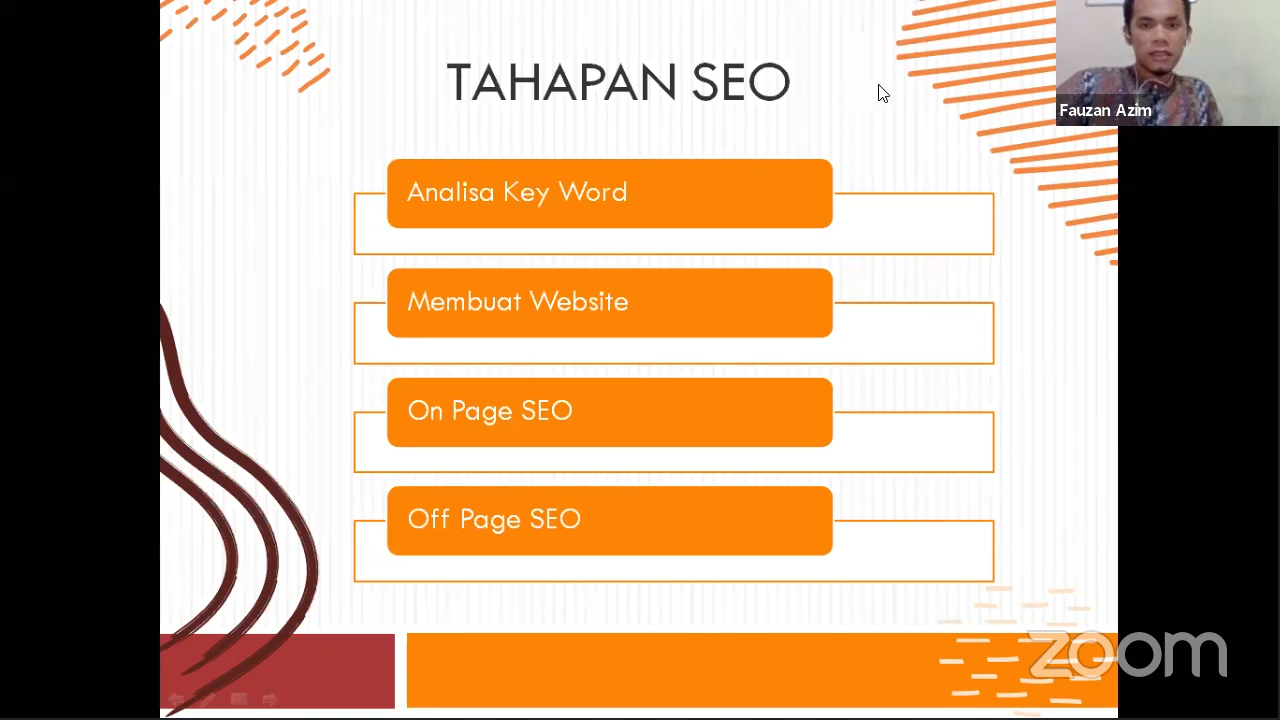 TAHAPAN SEO
Fauzan Azim
Analisa Key Word
Membuat Website
On Page SEO
Off Page SEO
zoom